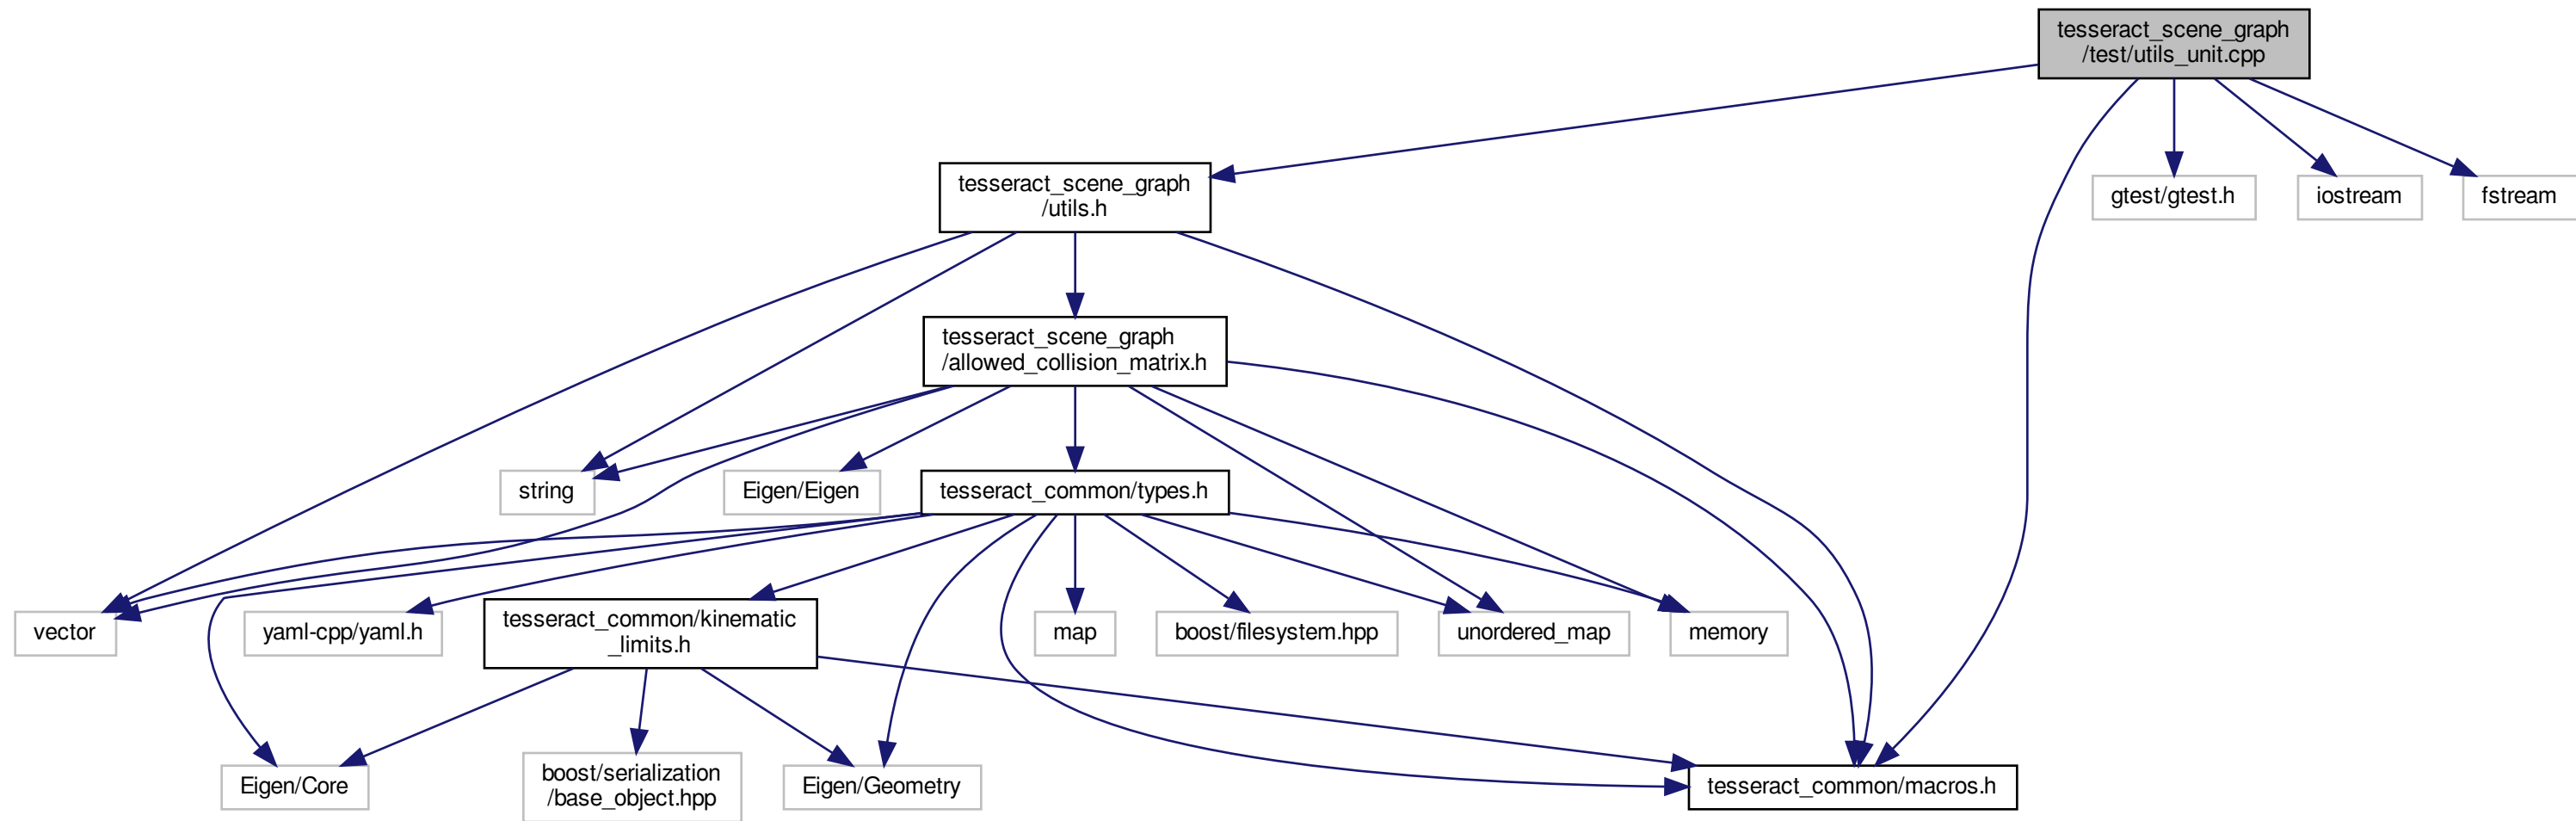 tesseract_scene_graph
/test/utils_unit.cpp
tesseract_scene_graph
/utils.h
gtest/gtest.h
iostream
fstream
tesseract_scene_graph
/allowed_collision_matrix.h
string
Eigen/Eigen
tesseract_common/types.h
vector
yaml-cpp/yaml.h
tesseract_common/kinematic
_limits.h
map
boost/filesystem.hpp
unordered_map
memory
Eigen/Core
boost/serialization
/base_object.hpp
Eigen/Geometry
tesseract_common/macros.h